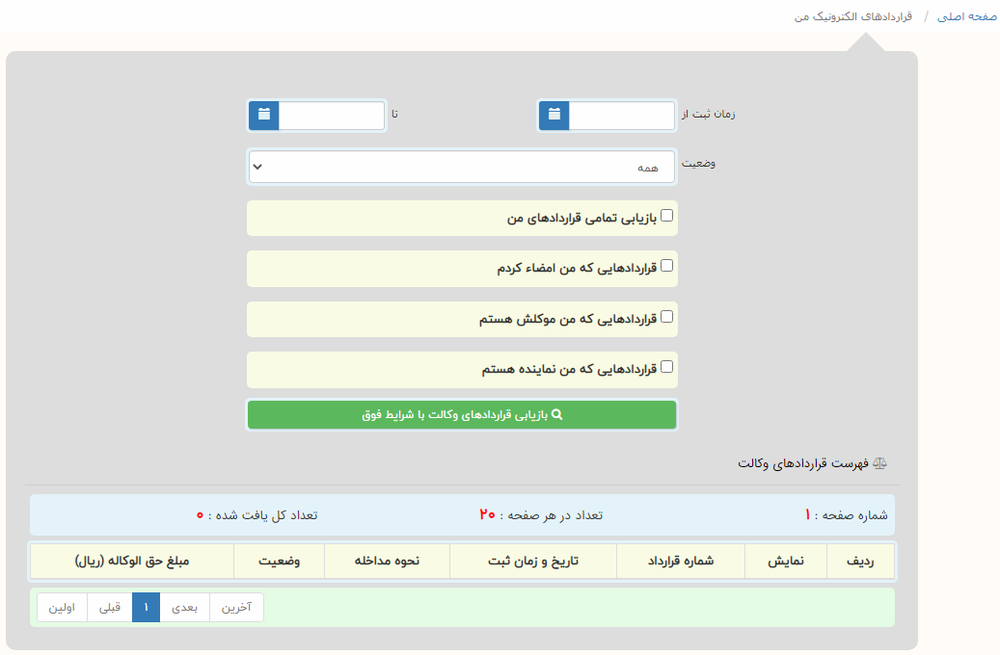 صفحه اصلی / قراردادهای الکترونیک من
زمان ثبت از
تا
وضعیت
همه
بازیابی تمامی قراردادهای من
قراردادهایی که من امضاء کردم
قراردادهایی که من موکلش هستم
قراردادهایی که من نماینده هستم
بازیابی قراردادهای وکالت با شرایط فوق
فهرست قراردادهای وکالت
شماره صفحه : ۱ تعداد در هر صفحه : ۲۰ تعداد کل یافت شده : ۰
ردیف نمایش شماره قرارداد تاریخ و زمان ثبت نحوه مداخله وضعیت مبلغ حق الوکاله (ریال)
آخرین بعدی ۱ قبلی اولین